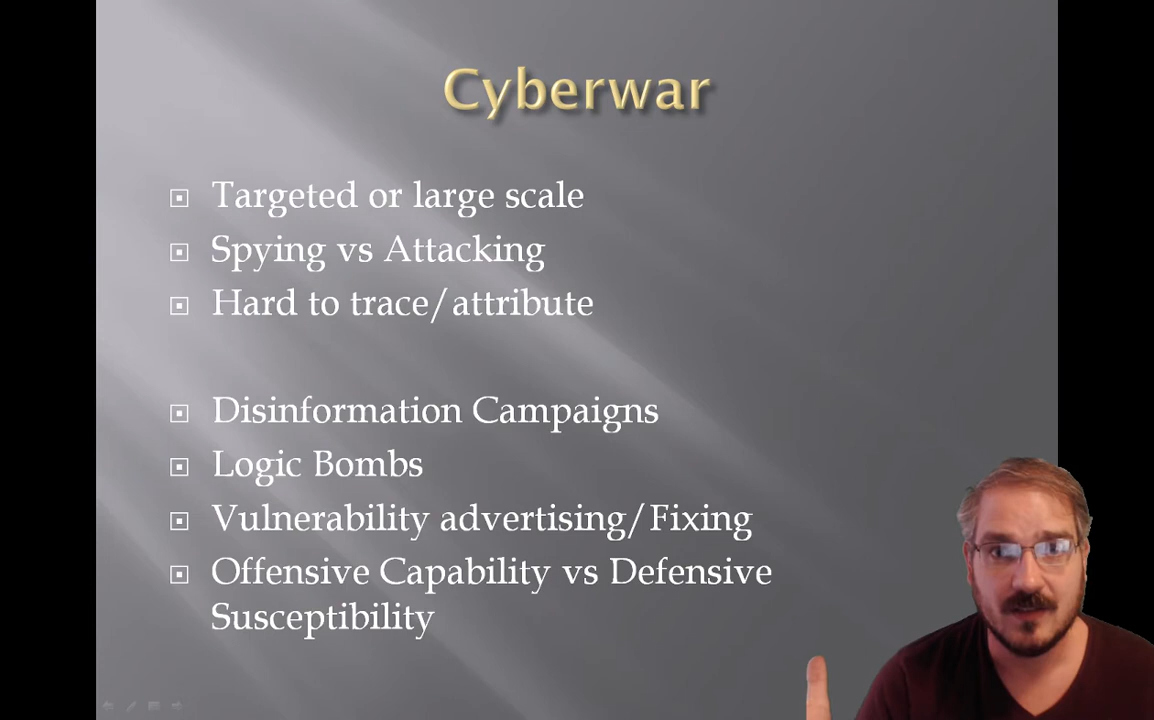 Cyberwar
Targeted or large scale
Spying vs Attacking
Hard to trace/attribute
Disinformation Campaigns
Logic Bombs
Vulnerability advertising/Fixing
Offensive Capability vs Defensive
Susceptibility